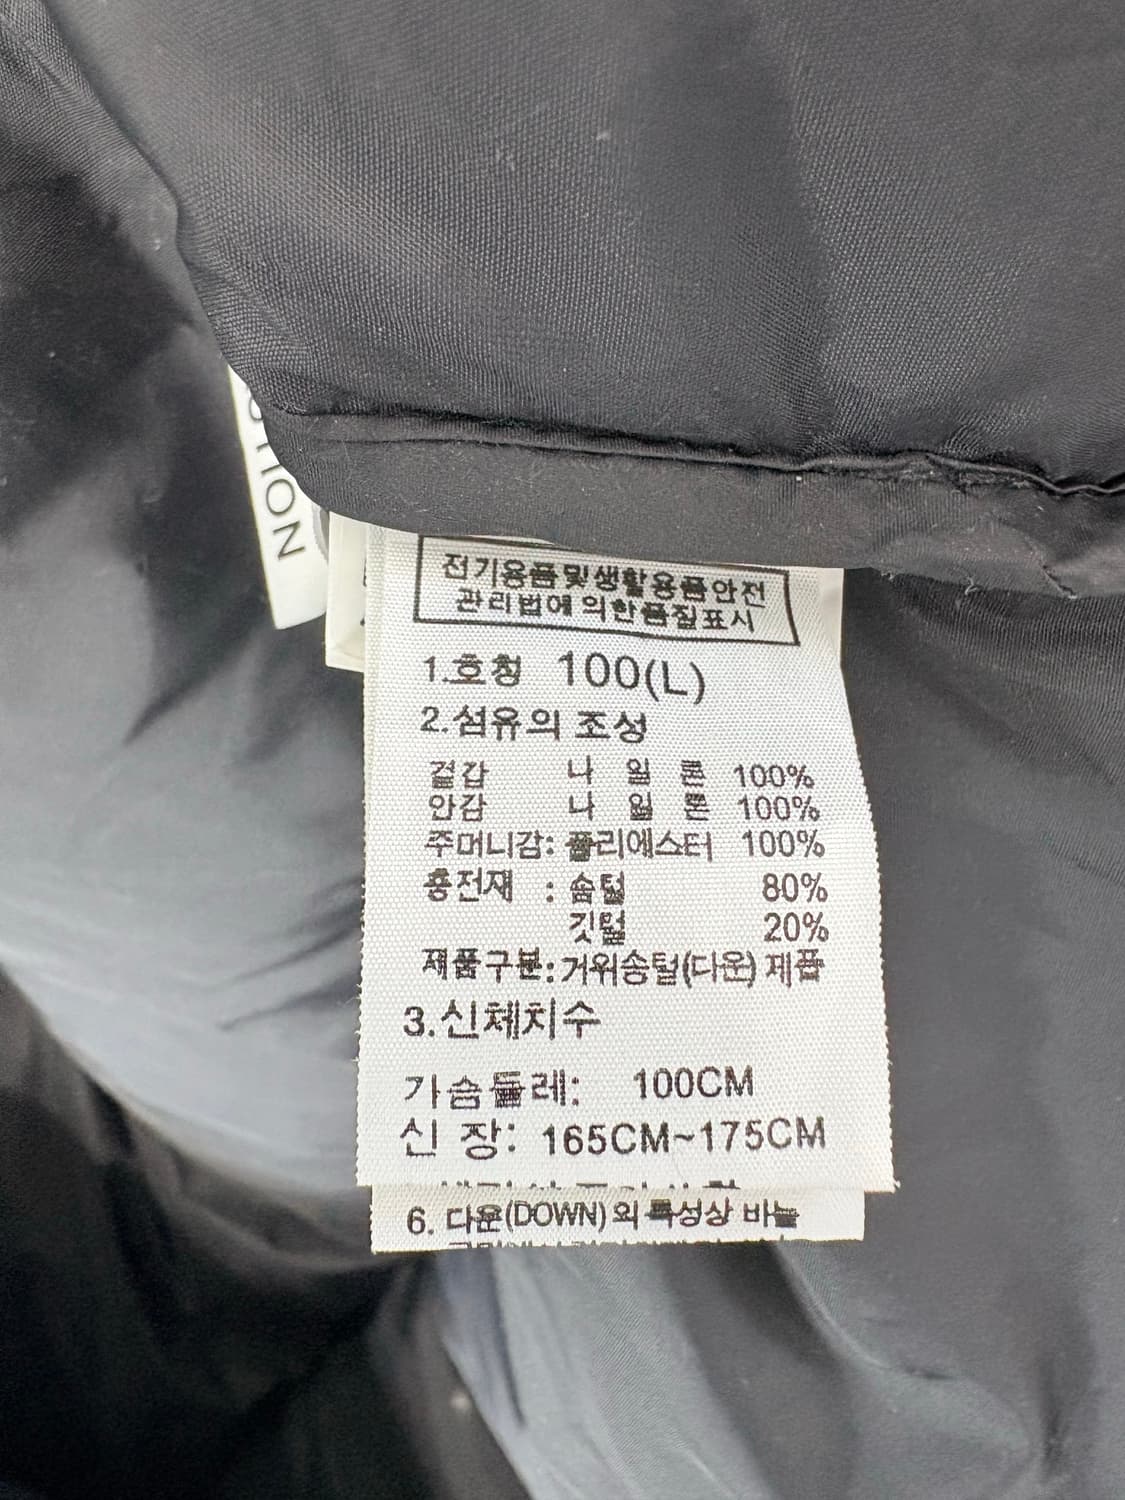 전기용품및생활용품안전
관리법에의한품질표시
1.호칭 100(L)
2.섬유의 조성
겉감 나 일 론 100%
안감 나 일 론 100%
주머니감: 폴리에스터 100%
충전재 : 솜털 80%
깃털 20%
제품구분: 거위솜털(다운) 제품
3.신체치수
가슴둘레: 100CM
신 장: 165CM~175CM
6. 다운(DOWN)의 특성상 바늘
TION